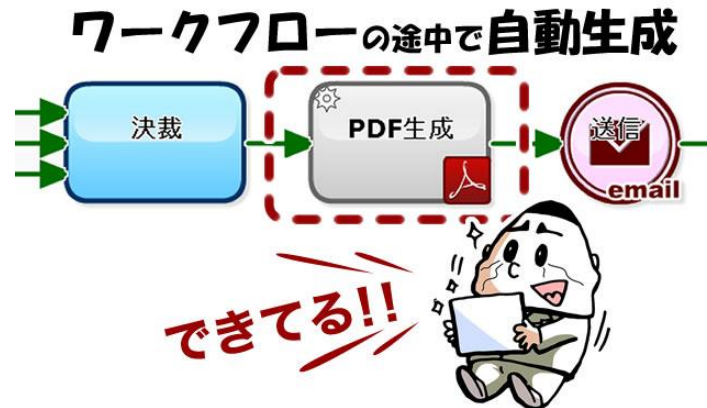 ワークフローの途中で自動生成
決裁
PDF生成
送信
email
できてる!!